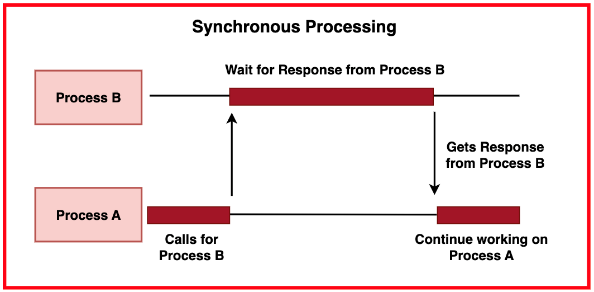 Synchronous Processing
Wait for Response from Process B
Process B
Gets Response
from Process B
Process A
Calls for
Process B
Continue working on
Process A